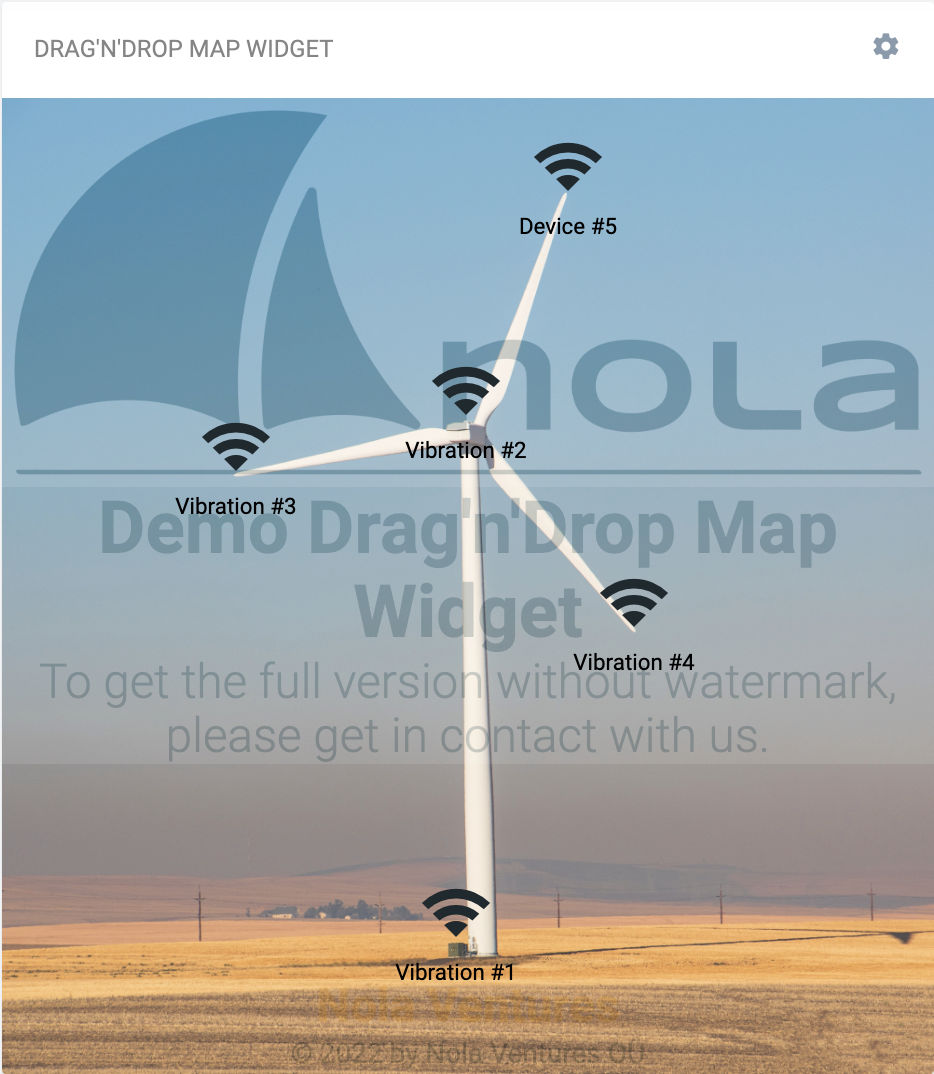 DRAG'N'DROP MAP WIDGET
Device #5
nola
Vibration #2
Vibration #3
Demo Drag'n'Drop Map
Widget
Vibration #4
To get the full version without watermark,
please get in contact with us.
Vibration #1
Nola Ventures
© 2022 by Nola Ventures OU